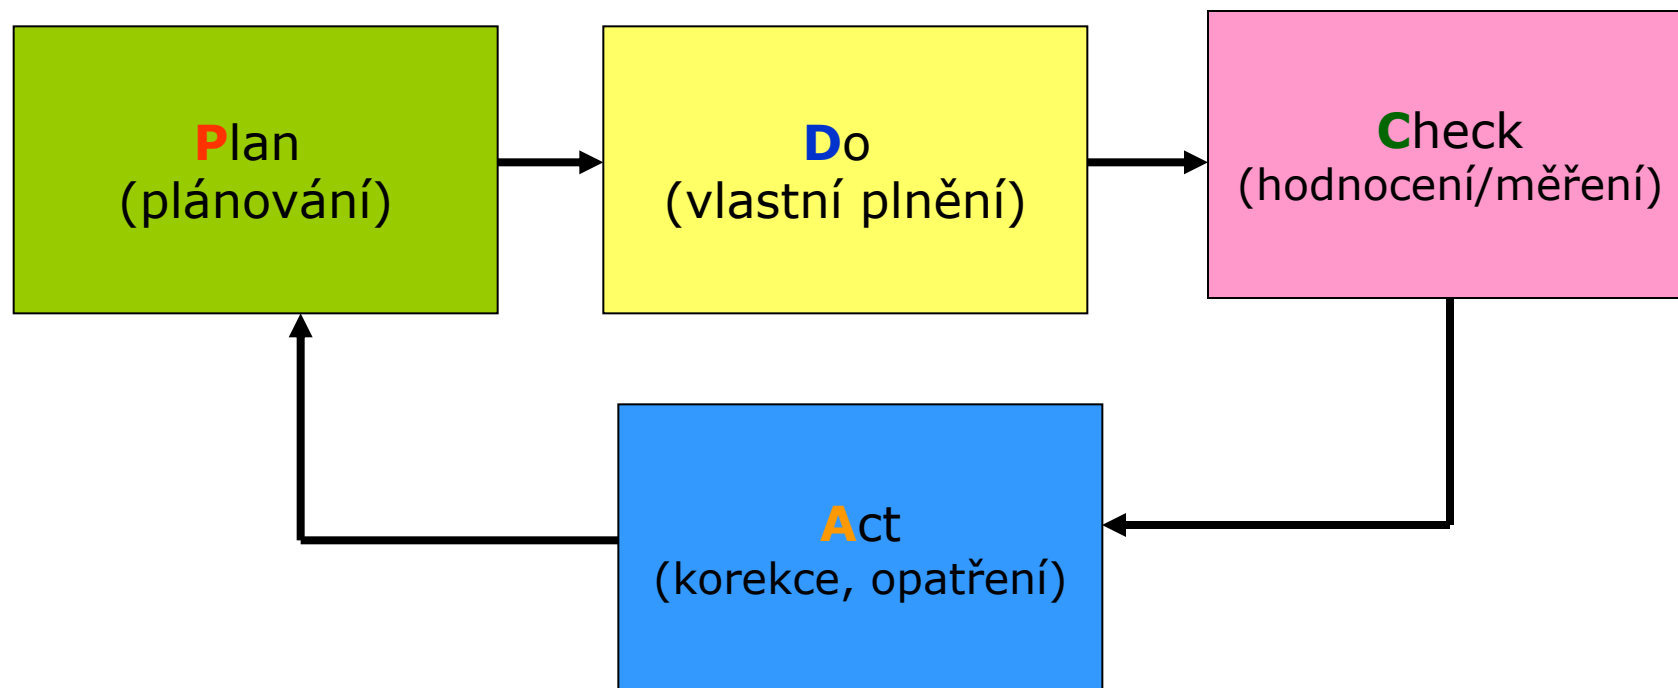 Plan
(plánování)
Do
(vlastní plnění)
Check
(hodnocení/měření)
Act
(korekce, opatření)